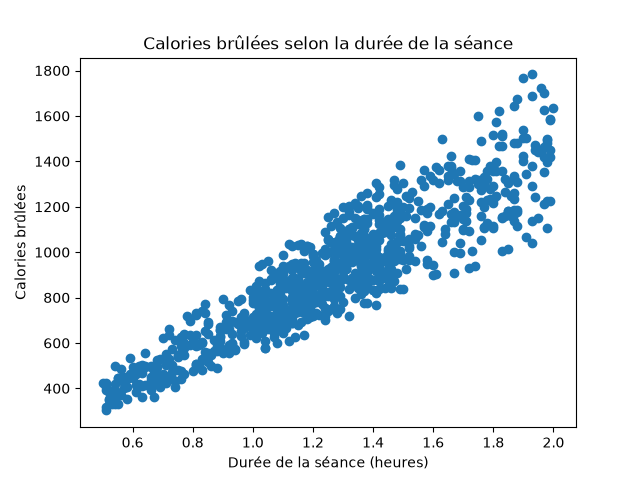 Calories brûlées selon la durée de la séance
1800
1600
1400
1200
1000
800
600
400
Calories brûlées
0.6 0.8 1.0 1.2 1.4 1.6 1.8 2.0
Durée de la séance (heures)